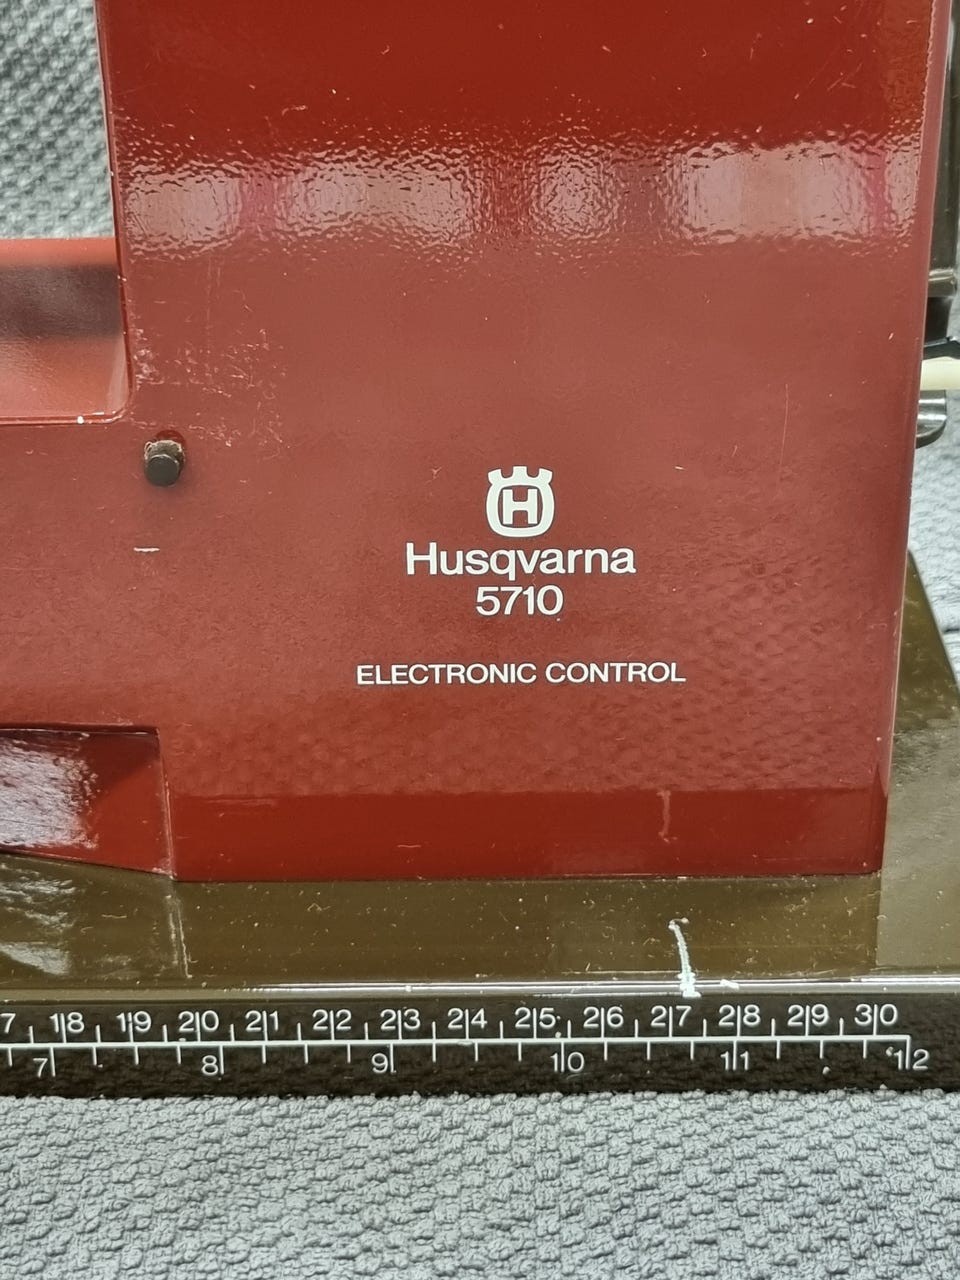 H
Husqvarna
5710
ELECTRONIC CONTROL
7 18 19 20 21 22 23 24 25 26 27 28 29 30
7 8 9 10 11 12